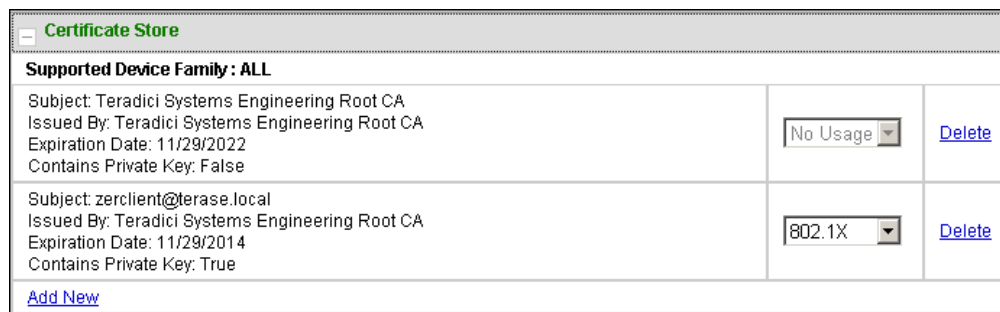 Certificate Store
Supported Device Family : ALL
Subject: Teradici Systems Engineering Root CA
Issued By: Teradici Systems Engineering Root CA
Expiration Date: 11/29/2022
Contains Private Key: False
No Usage
Delete
Subject: zerclient@terase.local
Issued By: Teradici Systems Engineering Root CA
Expiration Date: 11/29/2014
Contains Private Key: True
802.1X
Delete
Add New